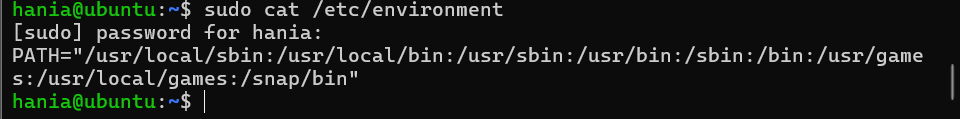 hania@ubuntu:~$ sudo cat /etc/environment
[sudo] password for hania:
PATH="/usr/local/sbin:/usr/local/bin:/usr/sbin:/usr/bin:/sbin:/bin:/usr/game
s:/usr/local/games:/snap/bin"
hania@ubuntu:~$